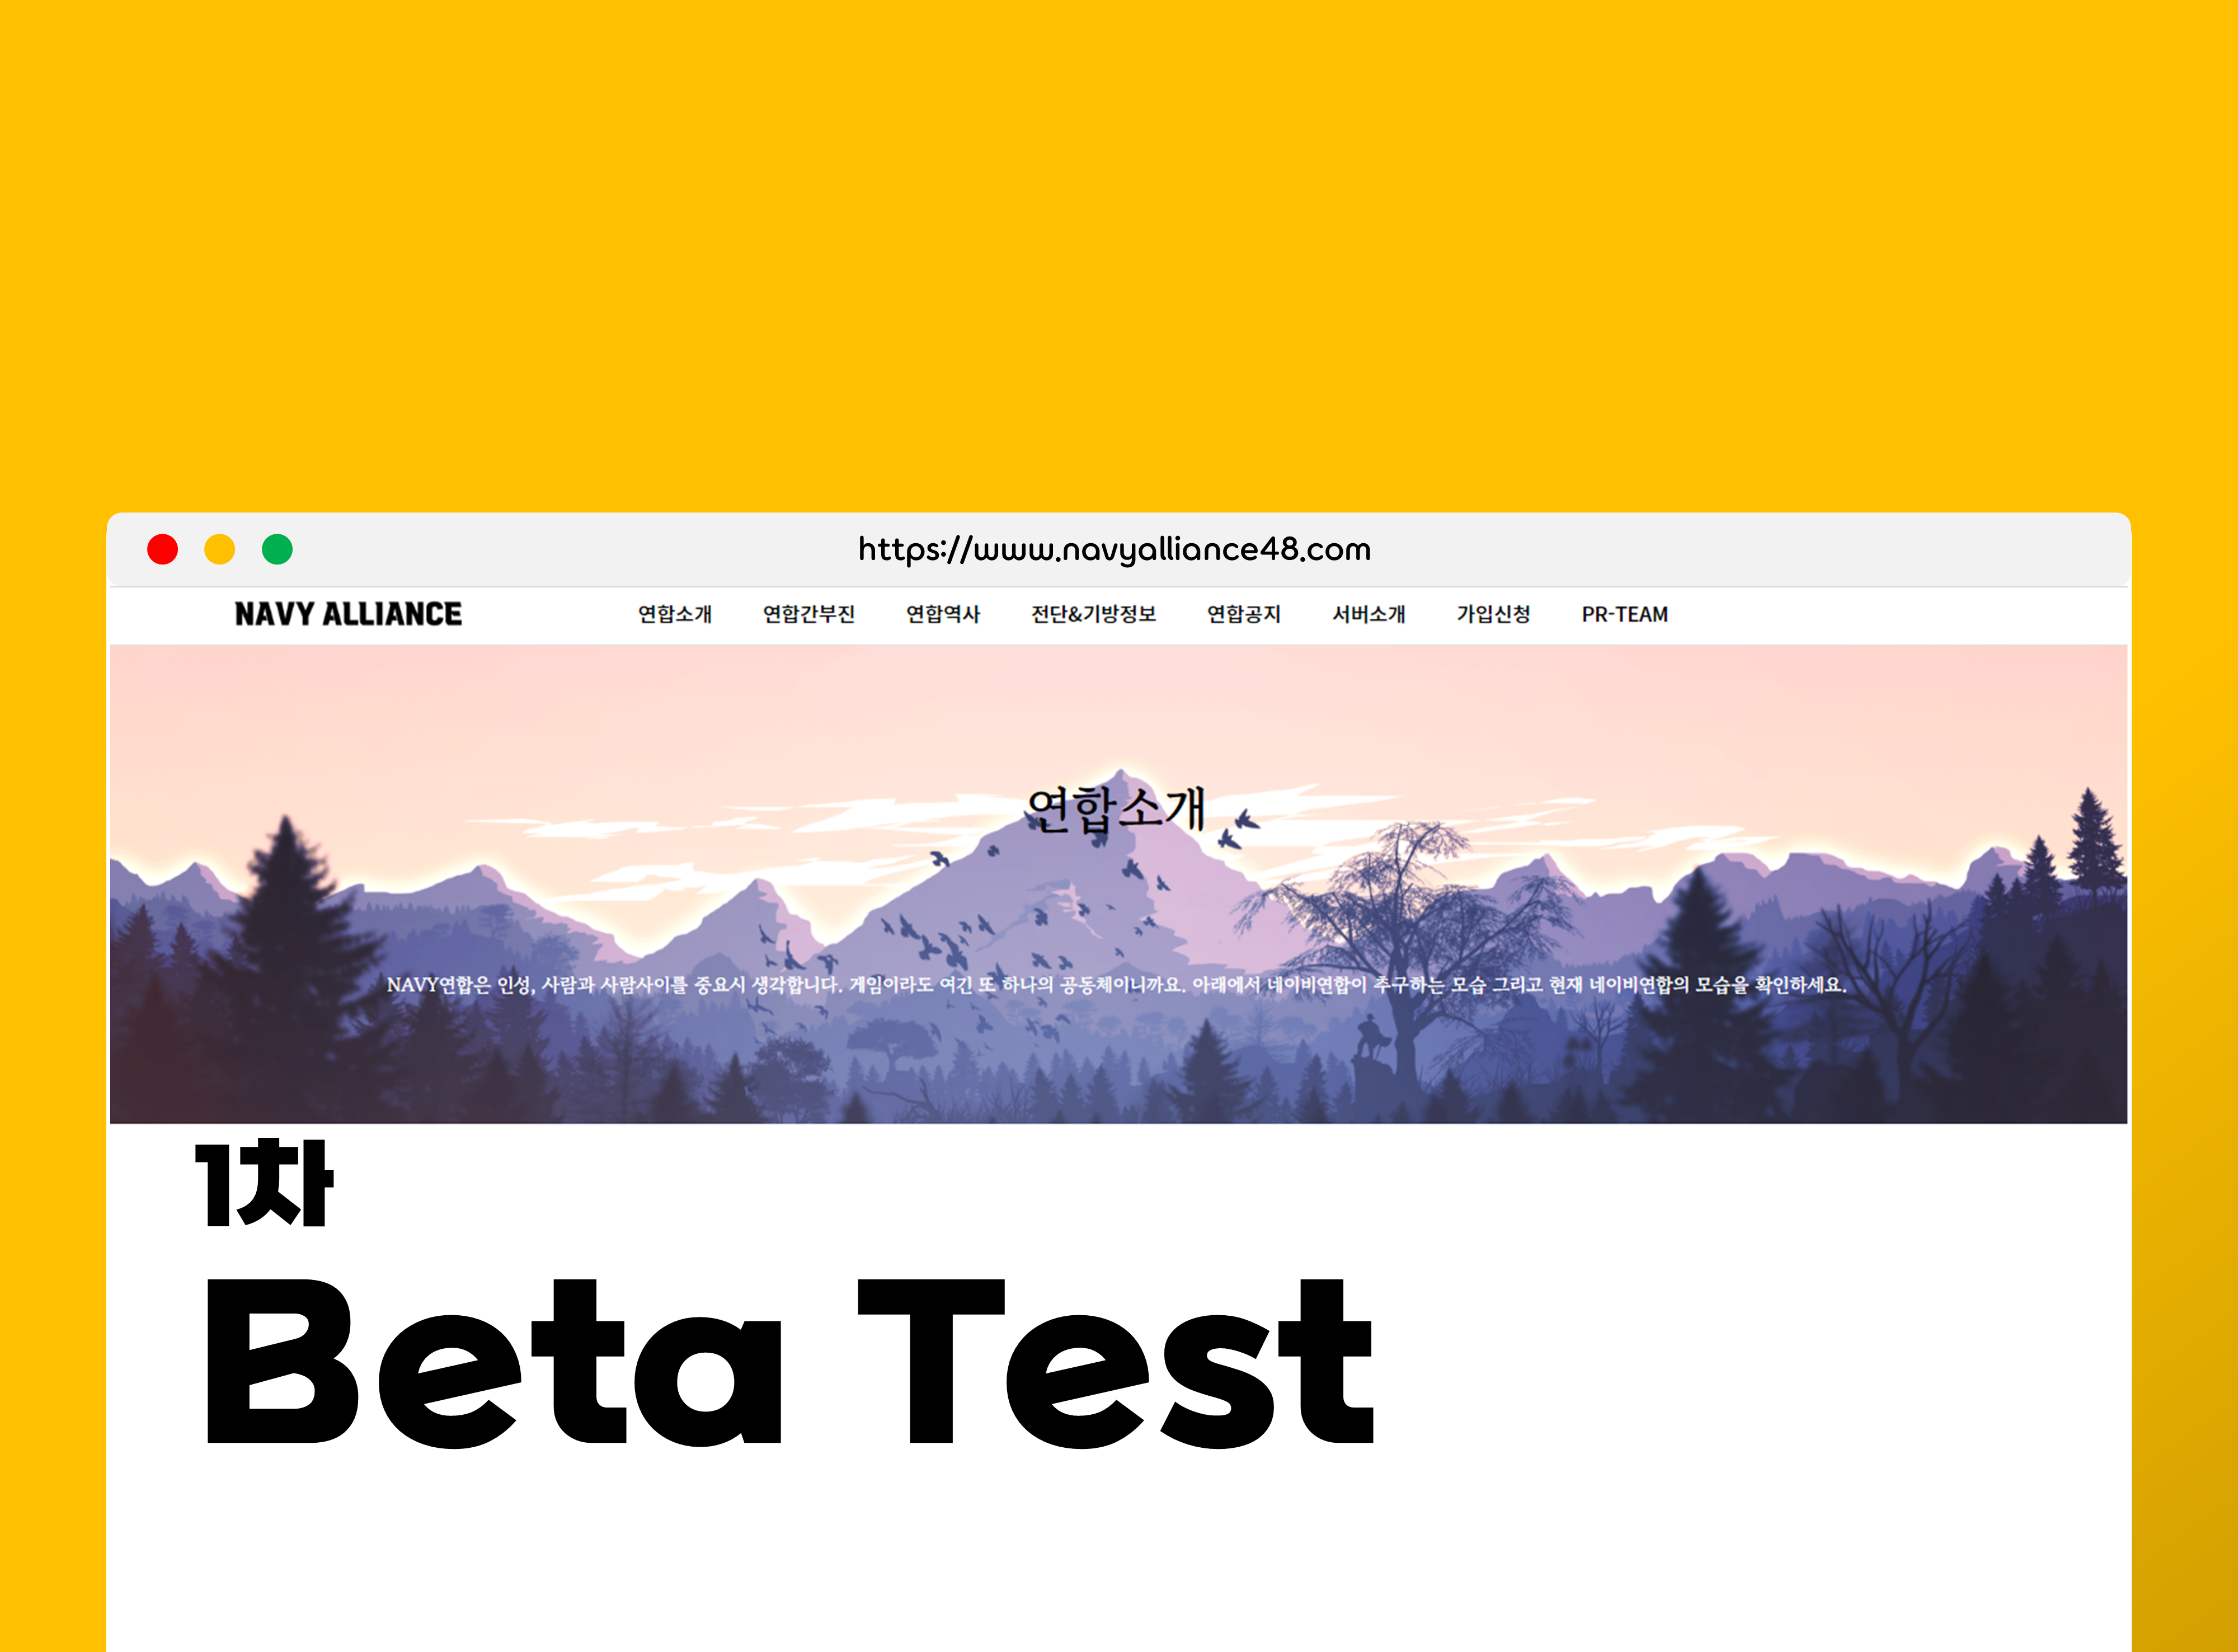 https://www.navyalliance48.com
NAVY ALLIANCE 연합소개 연합간부진 연합역사 전단&기방정보 연합공지 서버소개 가입신청 PR-TEAM
연합소개
NAVY연합은 인성, 사람과 사람사이를 중요시 생각합니다. 게임이라도 여긴 또 하나의 공동체이니까요. 아래에서 네이비연합이 추구하는 모습 그리고 현재 네이비연합의 모습을 확인하세요.
1차
Beta Test